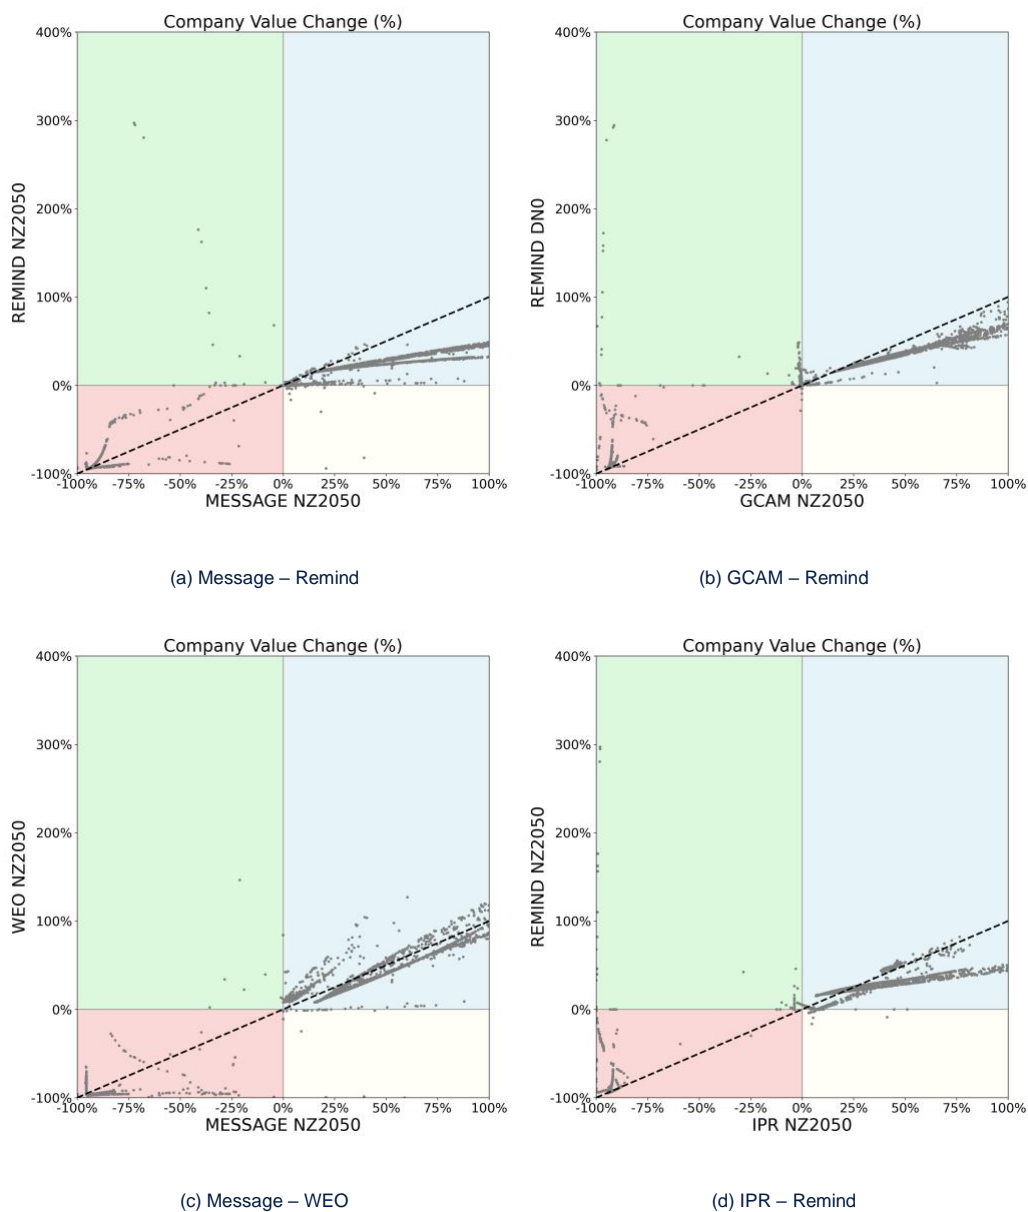 Company Value Change (%)
Company Value Change (%)
400%
300%
200%
100%
0%
-100%
REMIND NZ2050
-100% -75% -50% -25% 0% 25% 50% 75% 100%
MESSAGE NZ2050
400%
300%
200%
100%
0%
-100%
REMIND DN0
-100% -75% -50% -25% 0% 25% 50% 75% 100%
GCAM NZ2050
(a) Message – Remind
(b) GCAM – Remind
Company Value Change (%)
Company Value Change (%)
400%
300%
200%
100%
0%
-100%
WEO NZ2050
-100% -75% -50% -25% 0% 25% 50% 75% 100%
MESSAGE NZ2050
400%
300%
200%
100%
0%
-100%
REMIND NZ2050
-100% -75% -50% -25% 0% 25% 50% 75% 100%
IPR NZ2050
(c) Message – WEO
(d) IPR – Remind